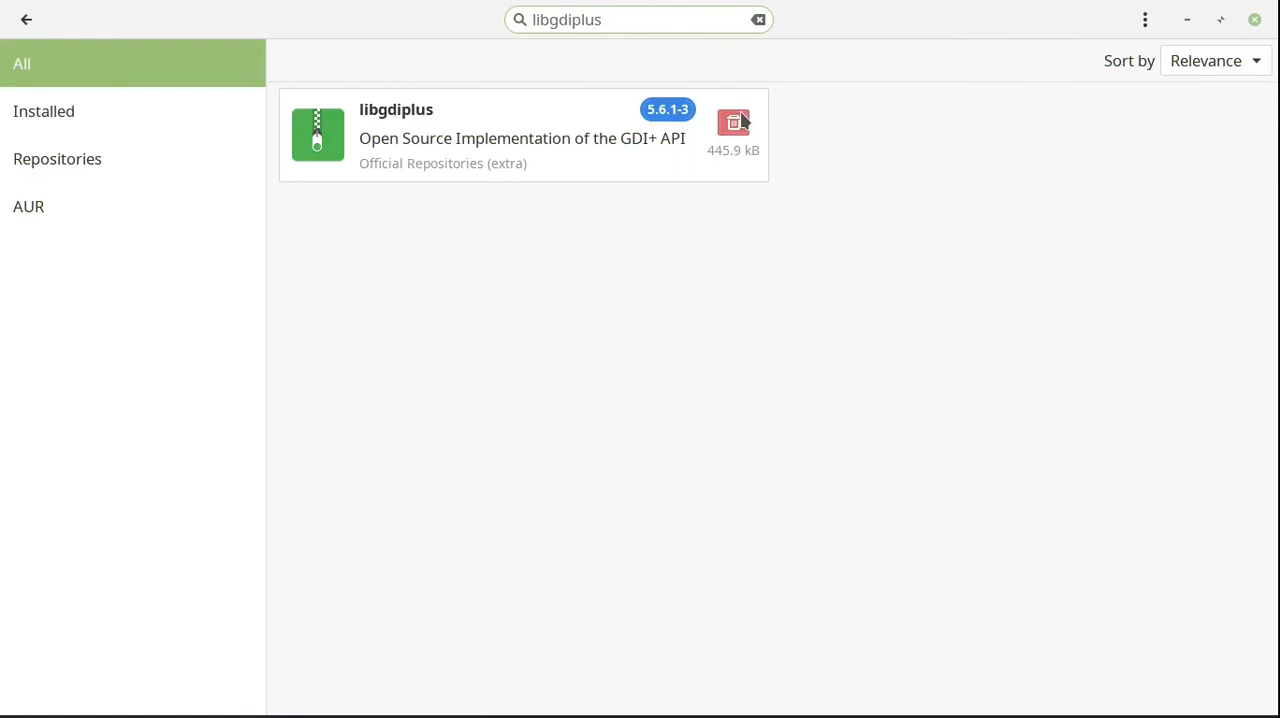 libgdiplus
All
Installed
Repositories
AUR
Sort by Relevance
libgdiplus 5.6.1-3
Open Source Implementation of the GDI+ API
Official Repositories (extra)
445.9 kB